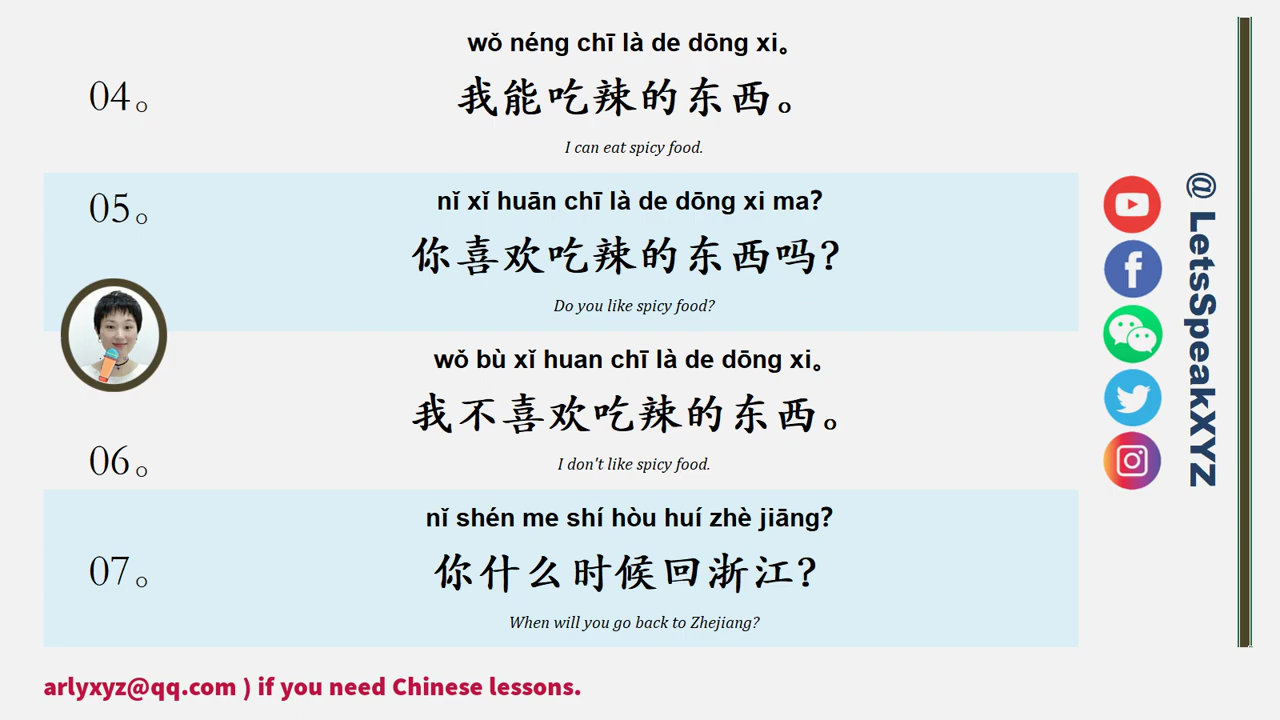 wǒ néng chī là de dōng xi。
04。
我能吃辣的东西。
I can eat spicy food.
nǐ xǐ huān chī là de dōng xi ma?
05。
你喜欢吃辣的东西吗?
Do you like spicy food?
wǒ bù xǐ huan chī là de dōng xi。
我不喜欢吃辣的东西。
06。
I don't like spicy food.
nǐ shén me shí hòu huí zhè jiāng?
07。
你什么时候回浙江?
When will you go back to Zhejiang?
@ LetsSpeakXYZ
arlyxyz@qq.com ) if you need Chinese lessons.